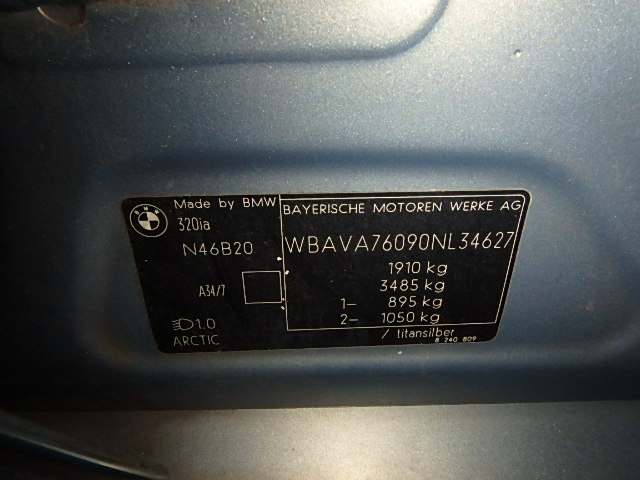 BMW
Made by BMW
320ia
N46B20
A34/7
1.0
ARCTIC
BAYERISCHE MOTOREN WERKE AG
WBAVA76090NL34627
1910 kg
3485 kg
1– 895 kg
2– 1050 kg
/ titansilber
8 240 809